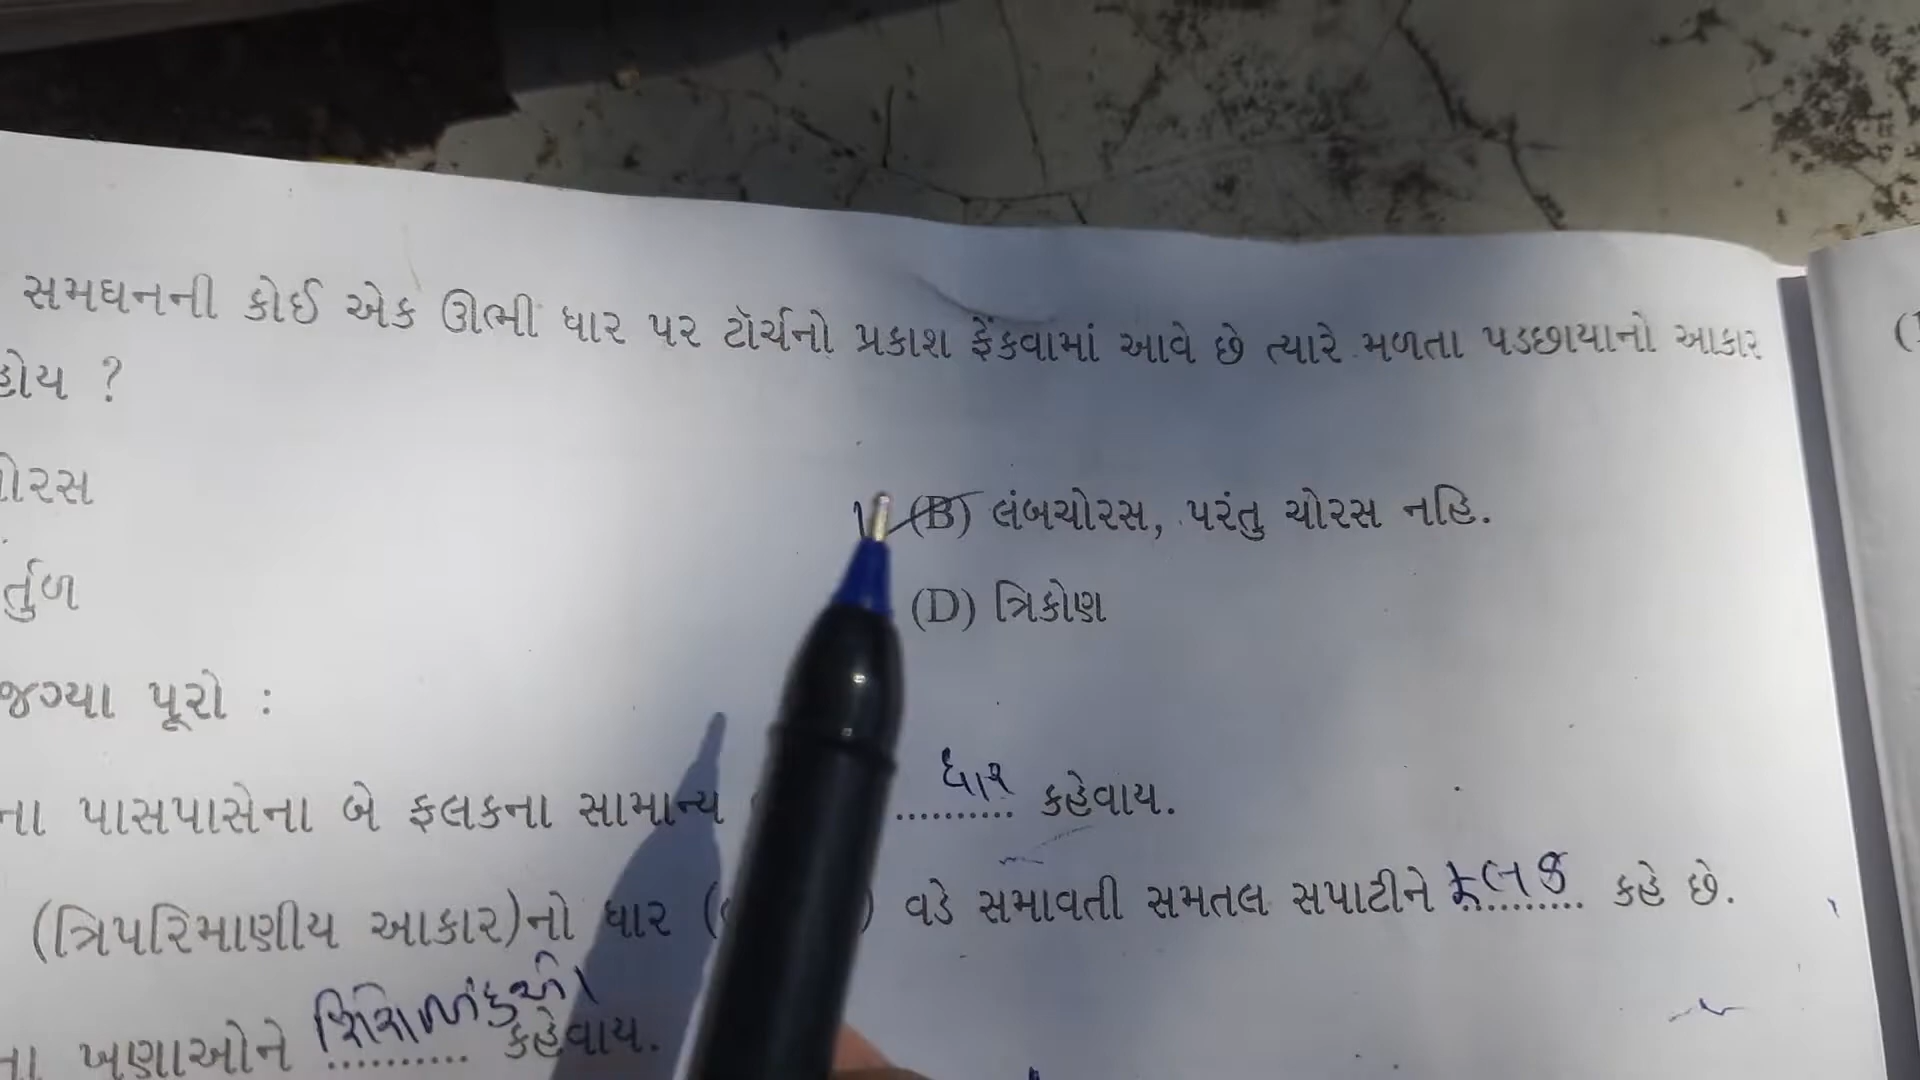 સમઘનની કોઈ એક ઊભી ધાર પર ટૉર્ચનો પ્રકાશ ફેંકવામાં આવે છે ત્યારે મળતા પડછાયાનો આકાર
હોય ?
ોરસ
(B) લંબચોરસ, પરંતુ ચોરસ નહિ.
ર્તુળ
(D) ત્રિકોણ
જગ્યા પૂરો :
ના પાસપાસેના બે ફલકના સામાન્ય .......... ધાર કહેવાય.
(ત્રિપરિમાણીય આકાર)નો ધાર ( ) વડે સમાવતી સમતલ સપાટીને ફલક કહે છે.
ના ખૂણાઓને શિરોબિંદુઓ કહેવાય.